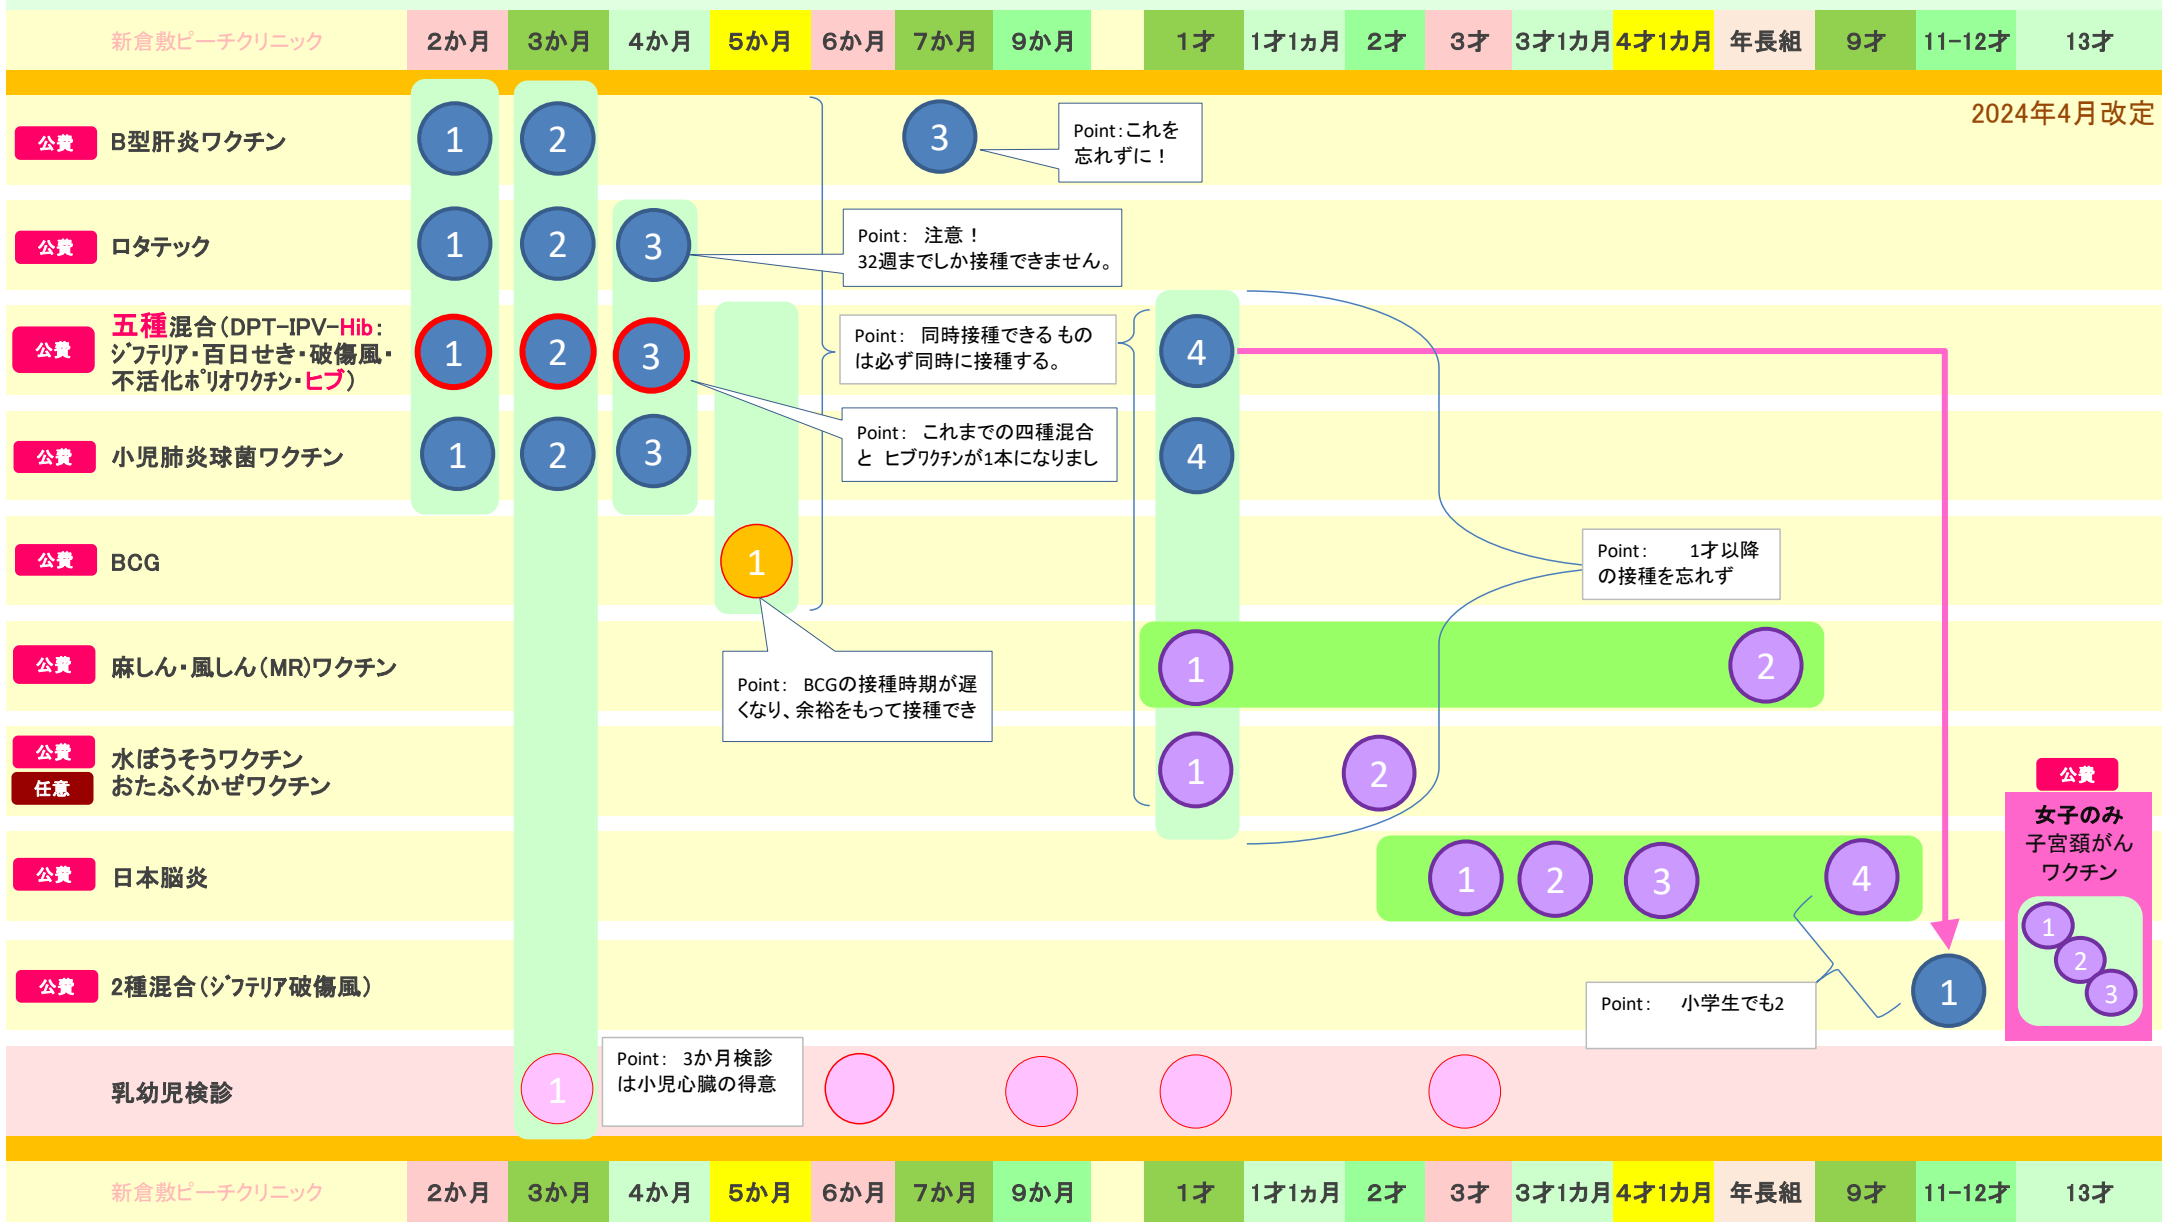 新倉敷ピーチクリニック 2か月 3か月 4か月 5か月 6か月 7か月 9か月 1才 1才1ヵ月 2才 3才 3才1カ月 4才1カ月 年長組 9才 11-12才 13才
2024年4月改定
公費 B型肝炎ワクチン 1 2 3
Point：これを
忘れずに！
公費 ロタテック 1 2 3
Point： 注意！
32週までしか接種できません。
公費
五種混合（DPT-IPV-Hib：
ジフテリア・百日せき・破傷風・
不活化ポリオワクチン・ヒブ）
1 2 3 4
Point： 同時接種できるもの
は必ず同時に接種する。
Point： これまでの四種混合
と ヒブワクチンが1本になりまし
公費 小児肺炎球菌ワクチン 1 2 3 4
公費 BCG 1
Point： 1才以降
の接種を忘れず
公費 麻しん・風しん（MR)ワクチン 1 2
Point： BCGの接種時期が遅
くなり、余裕をもって接種でき
公費 水ぼうそうワクチン
任意 おたふくかぜワクチン
1 2
公費
女子のみ
子宮頚がん
ワクチン
1
2
3
公費 日本脳炎 1 2 3 4
公費 2種混合（ジフテリア破傷風） 1
Point： 小学生でも2
乳幼児検診 1
Point： 3か月検診
は小児心臓の得意
新倉敷ピーチクリニック 2か月 3か月 4か月 5か月 6か月 7か月 9か月 1才 1才1ヵ月 2才 3才 3才1カ月 4才1カ月 年長組 9才 11-12才 13才